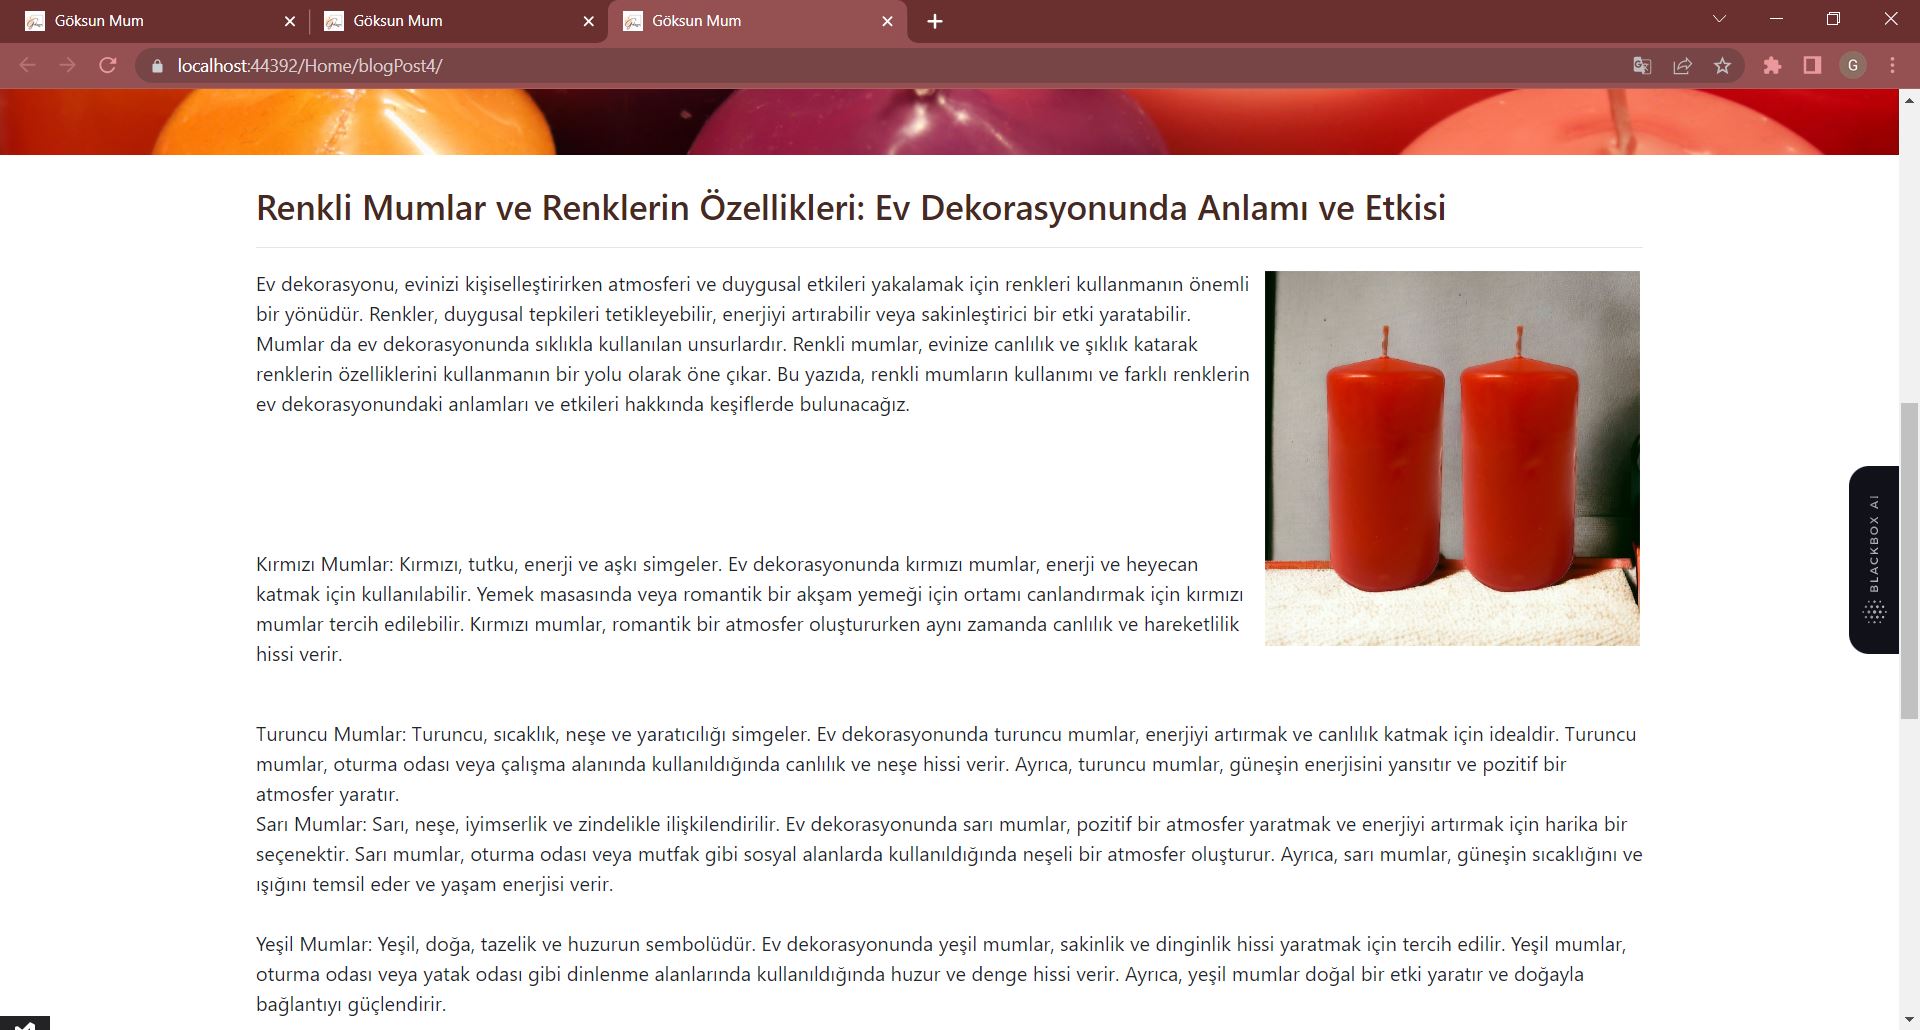 Göksun Mum
Göksun Mum
Göksun Mum
localhost:44392/Home/blogPost4/
G
Renkli Mumlar ve Renklerin Özellikleri: Ev Dekorasyonunda Anlamı ve Etkisi
Ev dekorasyonu, evinizi kişiselleştirirken atmosferi ve duygusal etkileri yakalamak için renkleri kullanmanın önemli
bir yönüdür. Renkler, duygusal tepkileri tetikleyebilir, enerjiyi artırabilir veya sakinleştirici bir etki yaratabilir.
Mumlar da ev dekorasyonunda sıklıkla kullanılan unsurlardır. Renkli mumlar, evinize canlılık ve şıklık katarak
renklerin özelliklerini kullanmanın bir yolu olarak öne çıkar. Bu yazıda, renkli mumların kullanımı ve farklı renklerin
ev dekorasyonundaki anlamları ve etkileri hakkında keşiflerde bulunacağız.
Kırmızı Mumlar: Kırmızı, tutku, enerji ve aşkı simgeler. Ev dekorasyonunda kırmızı mumlar, enerji ve heyecan
katmak için kullanılabilir. Yemek masasında veya romantik bir akşam yemeği için ortamı canlandırmak için kırmızı
mumlar tercih edilebilir. Kırmızı mumlar, romantik bir atmosfer oluştururken aynı zamanda canlılık ve hareketlilik
hissi verir.
BLACKBOX AI
Turuncu Mumlar: Turuncu, sıcaklık, neşe ve yaratıcılığı simgeler. Ev dekorasyonunda turuncu mumlar, enerjiyi artırmak ve canlılık katmak için idealdir. Turuncu
mumlar, oturma odası veya çalışma alanında kullanıldığında canlılık ve neşe hissi verir. Ayrıca, turuncu mumlar, güneşin enerjisini yansıtır ve pozitif bir
atmosfer yaratır.
Sarı Mumlar: Sarı, neşe, iyimserlik ve zindelikle ilişkilendirilir. Ev dekorasyonunda sarı mumlar, pozitif bir atmosfer yaratmak ve enerjiyi artırmak için harika bir
seçenektir. Sarı mumlar, oturma odası veya mutfak gibi sosyal alanlarda kullanıldığında neşeli bir atmosfer oluşturur. Ayrıca, sarı mumlar, güneşin sıcaklığını ve
ışığını temsil eder ve yaşam enerjisi verir.
Yeşil Mumlar: Yeşil, doğa, tazelik ve huzurun sembolüdür. Ev dekorasyonunda yeşil mumlar, sakinlik ve dinginlik hissi yaratmak için tercih edilir. Yeşil mumlar,
oturma odası veya yatak odası gibi dinlenme alanlarında kullanıldığında huzur ve denge hissi verir. Ayrıca, yeşil mumlar doğal bir etki yaratır ve doğayla
bağlantıyı güçlendirir.